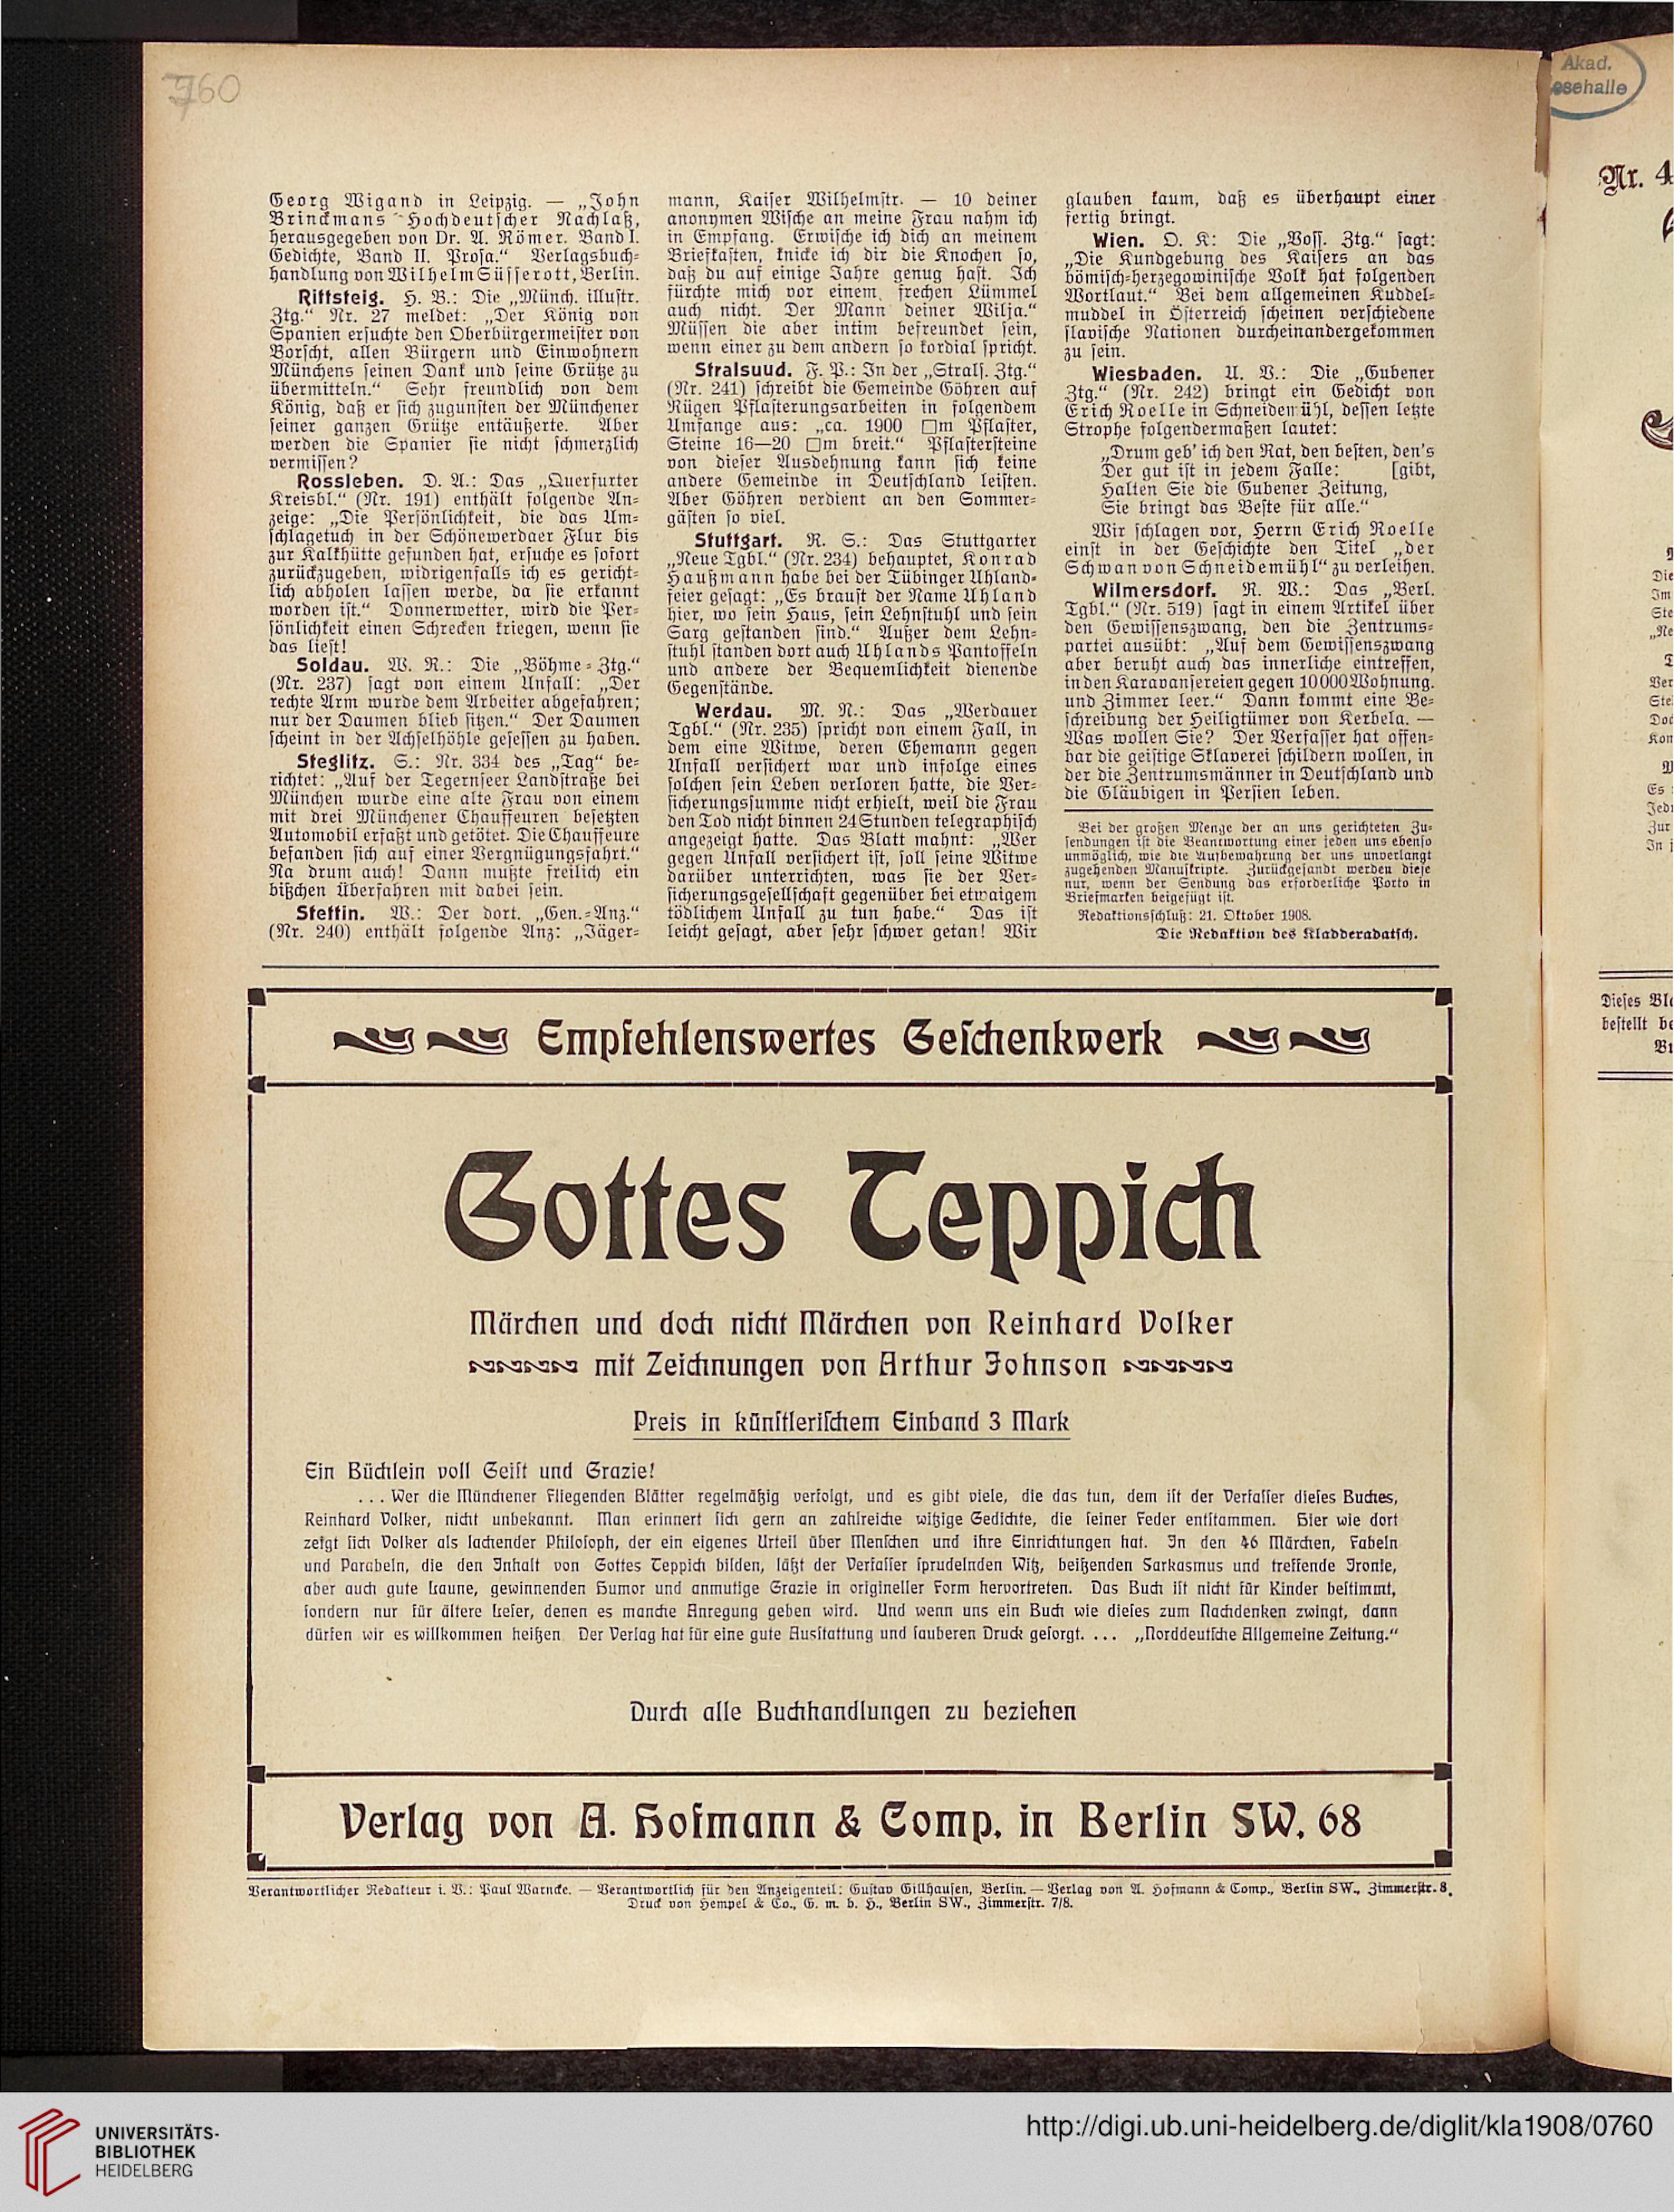 760
Georg Wigand in Leipzig. — „John
Brinckmans Hochdeutscher Nachlaß,
herausgegeben von Dr. A. Römer. Band I.
Gedichte, Band II. Prosa.“ Verlagsbuch-
handlung von Wilhelm Süsserott, Berlin.
Rittsteig. H. B.: Die „Münch. illustr.
Ztg.“ Nr. 27 meldet: „Der König von
Spanien ersuchte den Oberbürgermeister von
Borscht, allen Bürgern und Einwohnern
Münchens seinen Dank und seine Grütze zu
übermitteln.“ Sehr freundlich von dem
König, daß er sich zugunsten der Münchener
seiner ganzen Grütze entäußerte. Aber
werden die Spanier sie nicht schmerzlich
vermissen?
Rossleben. D. A.: Das „Querfurter
Kreisbl.“ (Nr. 191) enthält folgende An-
zeige: „Die Persönlichkeit, die das Um-
schlagetuch in der Schönewerdaer Flur bis
zur Kalkhütte gefunden hat, ersuche es sofort
zurückzugeben, widrigenfalls ich es gericht-
lich abholen lassen werde, da sie erkannt
worden ist.“ Donnerwetter, wird die Per-
sönlichkeit einen Schrecken kriegen, wenn sie
das liest!
Soldau. W. R.: Die „Böhme-Ztg.“
(Nr. 237) sagt von einem Unfall: „Der
rechte Arm wurde dem Arbeiter abgefahren;
nur der Daumen blieb sitzen.“ Der Daumen
scheint in der Achselhöhle gesessen zu haben.
Steglitz. S.: Nr. 334 des „Tag“ be-
richtet: „Auf der Tegernseer Landstraße bei
München wurde eine alte Frau von einem
mit drei Münchener Chauffeuren besetzten
Automobil erfaßt und getötet. Die Chauffeure
befanden sich auf einer Vergnügungsfahrt.“
Na drum auch! Dann mußte freilich ein
bißchen Überfahren mit dabei sein.
Stettin. W.: Der dort. „Gen.-Anz.“
(Nr. 240) enthält folgende Anz: „Jäger-
mann, Kaiser Wilhelmstr. — 10 deiner
anonymen Wische an meine Frau nahm ich
in Empfang. Erwische ich dich an meinem
Briefkasten, knicke ich dir die Knochen so,
daß du auf einige Jahre genug hast. Ich
fürchte mich vor einem frechen Lümmel
auch nicht. Der Mann deiner Wilja.“
Müssen die aber intim befreundet sein,
wenn einer zu dem andern so kordial spricht.
Stralsuud. F. P.: In der „Strals. Ztg.“
(Nr. 241) schreibt die Gemeinde Göhren auf
Rügen Pflasterungsarbeiten in folgendem
Umfange aus: „ca. 1900 □m Pflaster,
Steine 16—20 □m breit.“ Pflastersteine
von dieser Ausdehnung kann sich keine
andere Gemeinde in Deutschland leisten.
Aber Göhren verdient an den Sommer-
gästen so viel.
Stuttgart. R. S.: Das Stuttgarter
„Neue Tgbl.“ (Nr. 234) behauptet, Konrad
Haußmann habe bei der Tübinger Uhland-
feier gesagt: „Es braust der Name Uhland
hier, wo sein Haus, sein Lehnstuhl und sein
Sarg gestanden sind.“ Außer dem Lehn-
stuhl standen dort auch Uhlands Pantoffeln
und andere der Bequemlichkeit dienende
Gegenstände.
Werdau. M. N.: Das „Werdauer
Tgbl.“ (Nr. 235) spricht von einem Fall, in
dem eine Witwe, deren Ehemann gegen
Unfall versichert war und infolge eines
solchen sein Leben verloren hatte, die Ver-
sicherungssumme nicht erhielt, weil die Frau
den Tod nicht binnen 24 Stunden telegraphisch
angezeigt hatte. Das Blatt mahnt: „Wer
gegen Unfall versichert ist, soll seine Witwe
darüber unterrichten, was sie der Ver-
sicherungsgesellschaft gegenüber bei etwaigem
tödlichem Unfall zu tun habe.“ Das ist
leicht gesagt, aber sehr schwer getan! Wir
glauben kaum, daß es überhaupt einer
fertig bringt.
Wien. O. K: Die „Voss. Ztg.“ sagt:
„Die Kundgebung des Kaisers an das
bömisch-herzegowinische Volk hat folgenden
Wortlaut.“ Bei dem allgemeinen Kuddel-
muddel in Österreich scheinen verschiedene
slavische Nationen durcheinandergekommen
zu sein.
Wiesbaden. U. B.: Die „Gubener
Ztg.“ (Nr. 242) bringt ein Gedicht von
Erich Roelle in Schneidemühl, dessen letzte
Strophe folgendermaßen lautet:
„Drum geb' ich den Rat, den besten, den's
Der gut ist in jedem Falle: [gibt,
Halten Sie die Gubener Zeitung,
Sie bringt das Beste für alle.“
Wir schlagen vor, Herrn Erich Roelle
einst in der Geschichte den Titel „der
Schwan von Schneidemühl“ zu verleihen.
Wilmersdorf. R. W.: Das „Berl.
Tgbl.“ (Nr. 519) sagt in einem Artikel über
den Gewissenszwang, den die Zentrums-
partei ausübt: „Auf dem Gewissenszwang
aber beruht auch das innerliche eintreffen,
in den Karavansereien gegen 10000 Wohnung.
und Zimmer leer.“ Dann kommt eine Be-
schreibung der Heiligtümer von Kerbela. —
Was wollen Sie? Der Verfasser hat offen-
bar die geistige Sklaverei schildern wollen, in
der die Zentrumsmänner in Deutschland und
die Gläubigen in Persien leben.
Bei der großen Menge der an uns gerichteten Zu-
sendungen ist die Beantwortung einer jeden uns ebenso
unmöglich, wie die Aufbewahrung der uns unverlangt
zugehenden Manuskripte. Zurückgesandt werden diese
nur, wenn der Sendung das erforderliche Porto in
Briefmarken beigefügt ist.
Redaktionsschluß: 21. Oktober 1908.
Die Redaktion des Kladderadatsch.
Empfehlenswertes Geschenkwerk
Gottes Teppich
Märchen und doch nicht Märchen von Reinhard Volker
mit Zeichnungen von Arthur Johnson
Preis in künstlerischem Einband 3 Mark
Ein Büchlein voll Geist und Grazie!
... Wer die Münchener Fliegenden Blätter regelmäßig verfolgt, und es gibt viele, die das tun, dem ist der Verfasser dieses Buches,
Reinhard Volker, nicht unbekannt. Man erinnert sich gern an zahlreiche witzige Gedichte, die seiner Feder entstammen. Hier wie dort
zeigt sich Volker als lachender Philosoph, der ein eigenes Urteil über Menschen und ihre Einrichtungen hat. In den 46 Märchen, Fabeln
und Parabeln, die den Inhalt von Gottes Teppich bilden, läßt der Verfasser sprudelnden Witz, beißenden Sarkasmus und treffende Ironie,
aber auch gute Laune, gewinnenden Humor und anmutige Grazie in origineller Form hervortreten. Das Buch ist nicht für Kinder bestimmt,
sondern nur für ältere Leser, denen es manche Anregung geben wird. Und wenn uns ein Buch wie dieses zum Nachdenken zwingt, dann
dürfen wir es willkommen heißen Der Verlag hat für eine gute Ausstattung und sauberen Druck gesorgt. ... „Norddeutsche Allgemeine Zeitung.“
Durch alle Buchhandlungen zu beziehen
Verlag von A. Hofmann & Comp. in Berlin SW. 68
Verantwortlicher Redakteur i. V.: Paul Warncke. — Verantwortlich für den Anzeigenteil: Gustav Gillhausen, Berlin. — Verlag von A. Hofmann & Comp., Berlin SW., Zimmerstr. 8.
Druck von Hempel & Co., G. m. b. H., Berlin SW., Zimmerstr. 7/8.
Akad.
esehalle
Nr. 4
Die
Im
Ste
„Ne
Ver
Ste
Doc
Kon
Es
Jed
Zur
In
Dieses Bl
bestellt be
UNIVERSITÄTS-
BIBLIOTHEK
HEIDELBERG
http://digi.ub.uni-heidelberg.de/diglit/kla1908/0760